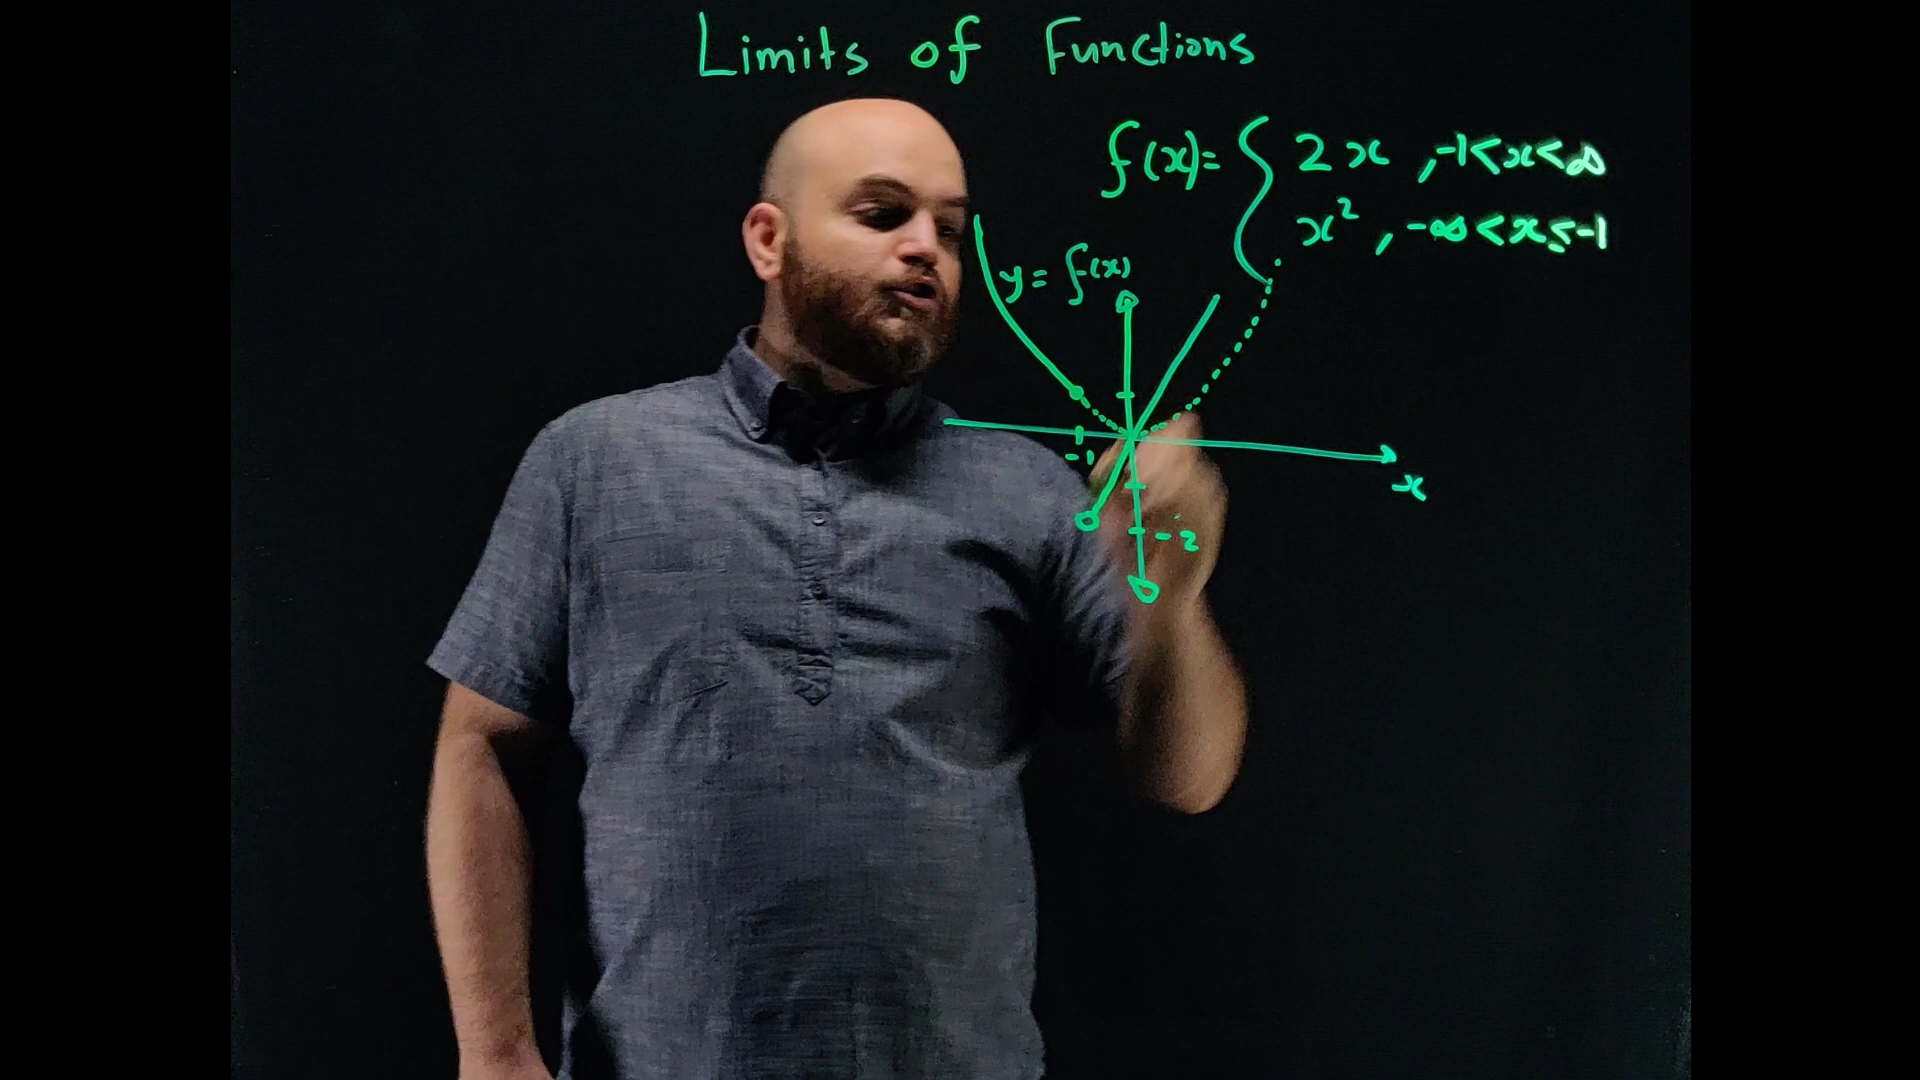 Limits of Functions
f(x)= { 2x , -1<x<∞
x² , -∞<x≤-1
y = f(x)
-1
x
-2